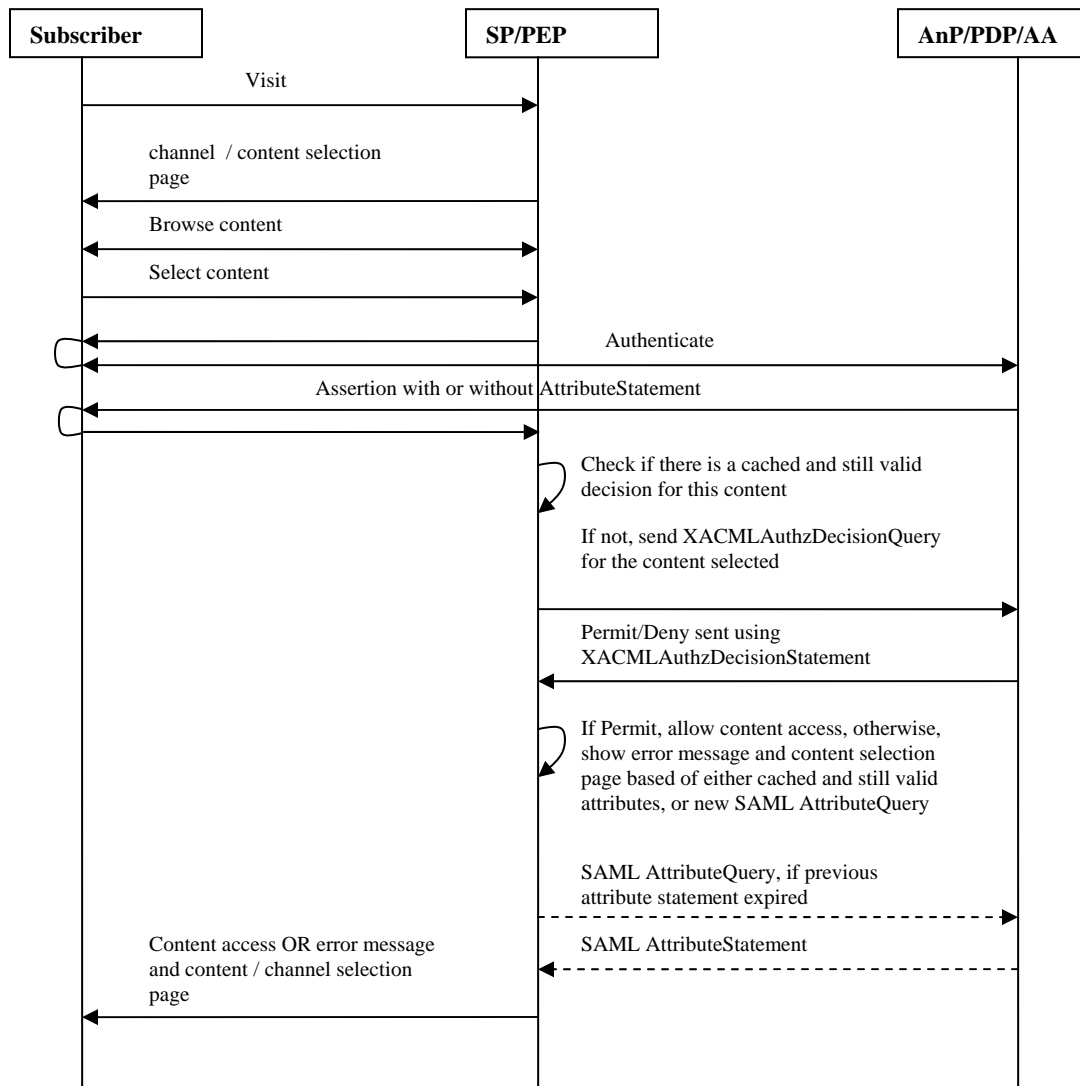 Subscriber
SP/PEP
AnP/PDP/AA
Visit
channel / content selection
page
Browse content
Select content
Authenticate
Assertion with or without AttributeStatement
Check if there is a cached and still valid
decision for this content
If not, send XACMLAuthzDecisionQuery
for the content selected
Permit/Deny sent using
XACMLAuthzDecisionStatement
If Permit, allow content access, otherwise,
show error message and content selection
page based of either cached and still valid
attributes, or new SAML AttributeQuery
SAML AttributeQuery, if previous
attribute statement expired
Content access OR error message
and content / channel selection
page
SAML AttributeStatement